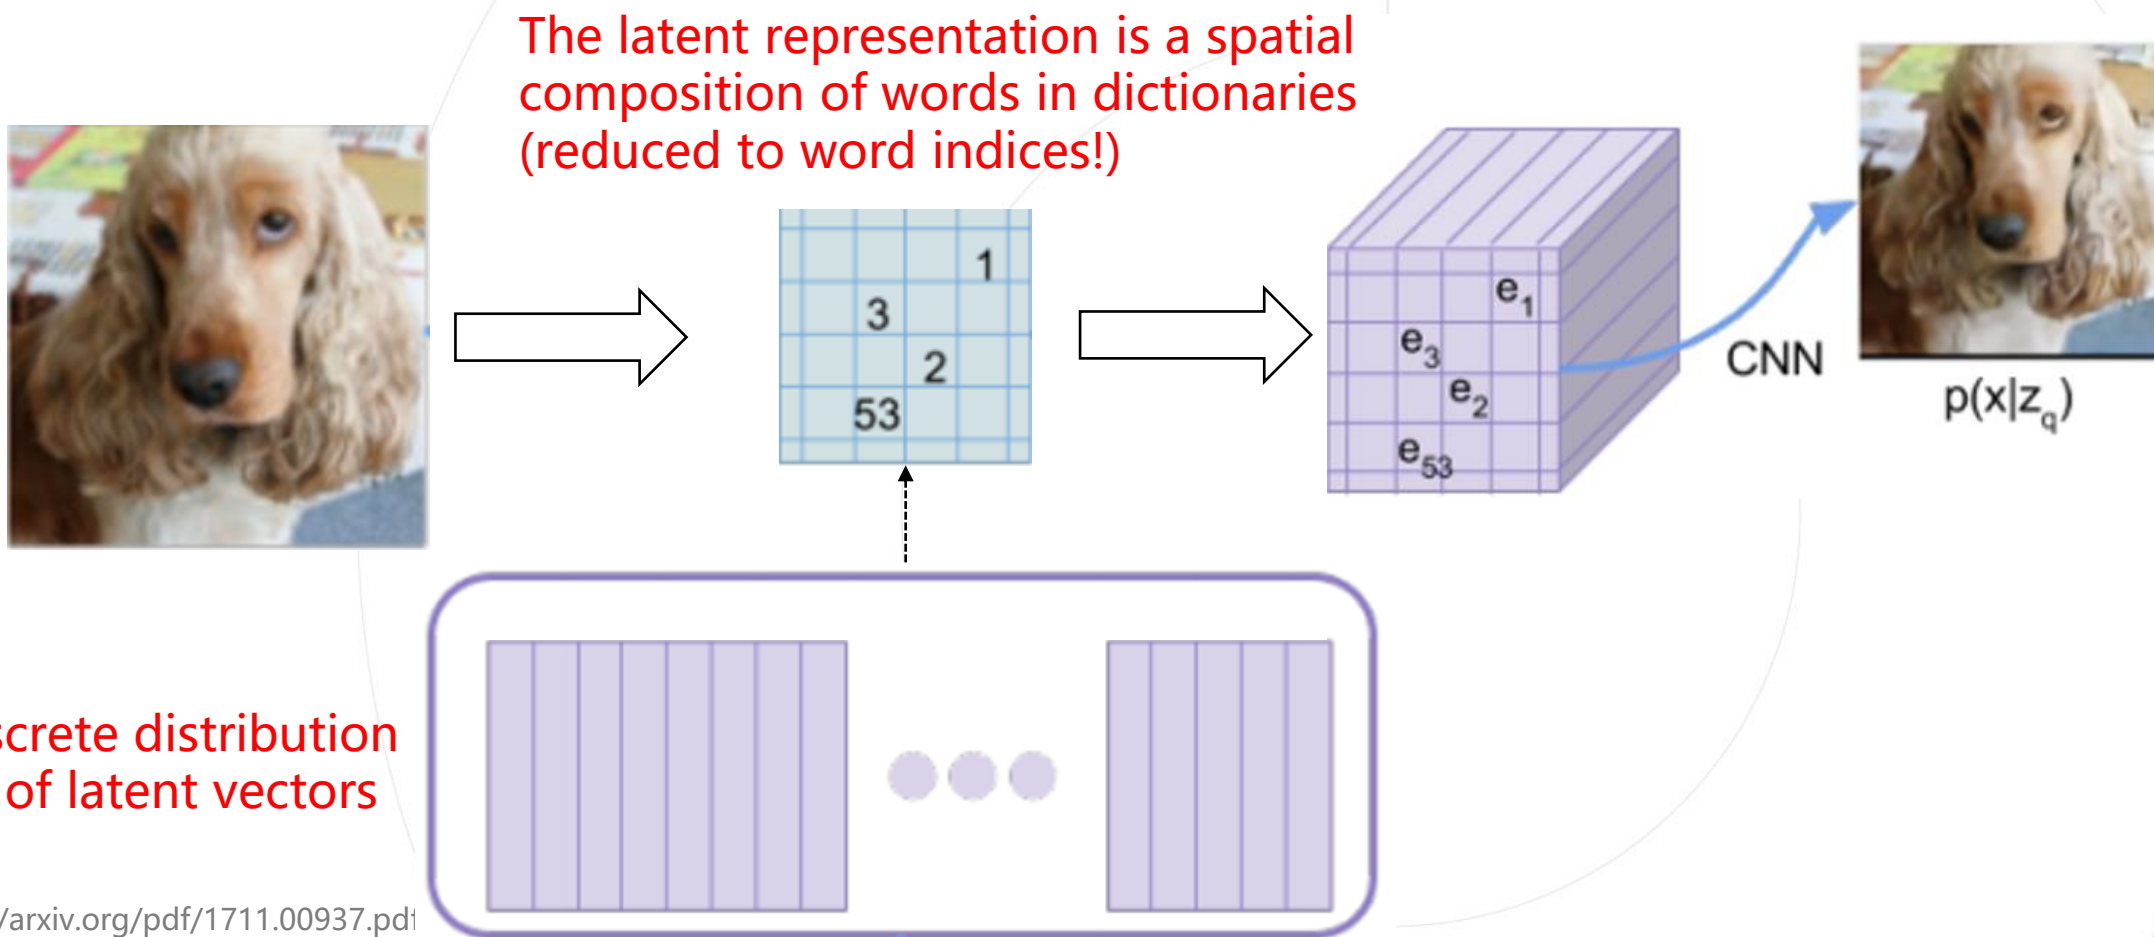 The latent representation is a spatial
composition of words in dictionaries
(reduced to word indices!)
1
3
2
53
e1
e3
e2
e53
CNN
p(x|zq)
screte distribution
of latent vectors
/arxiv.org/pdf/1711.00937.pdf